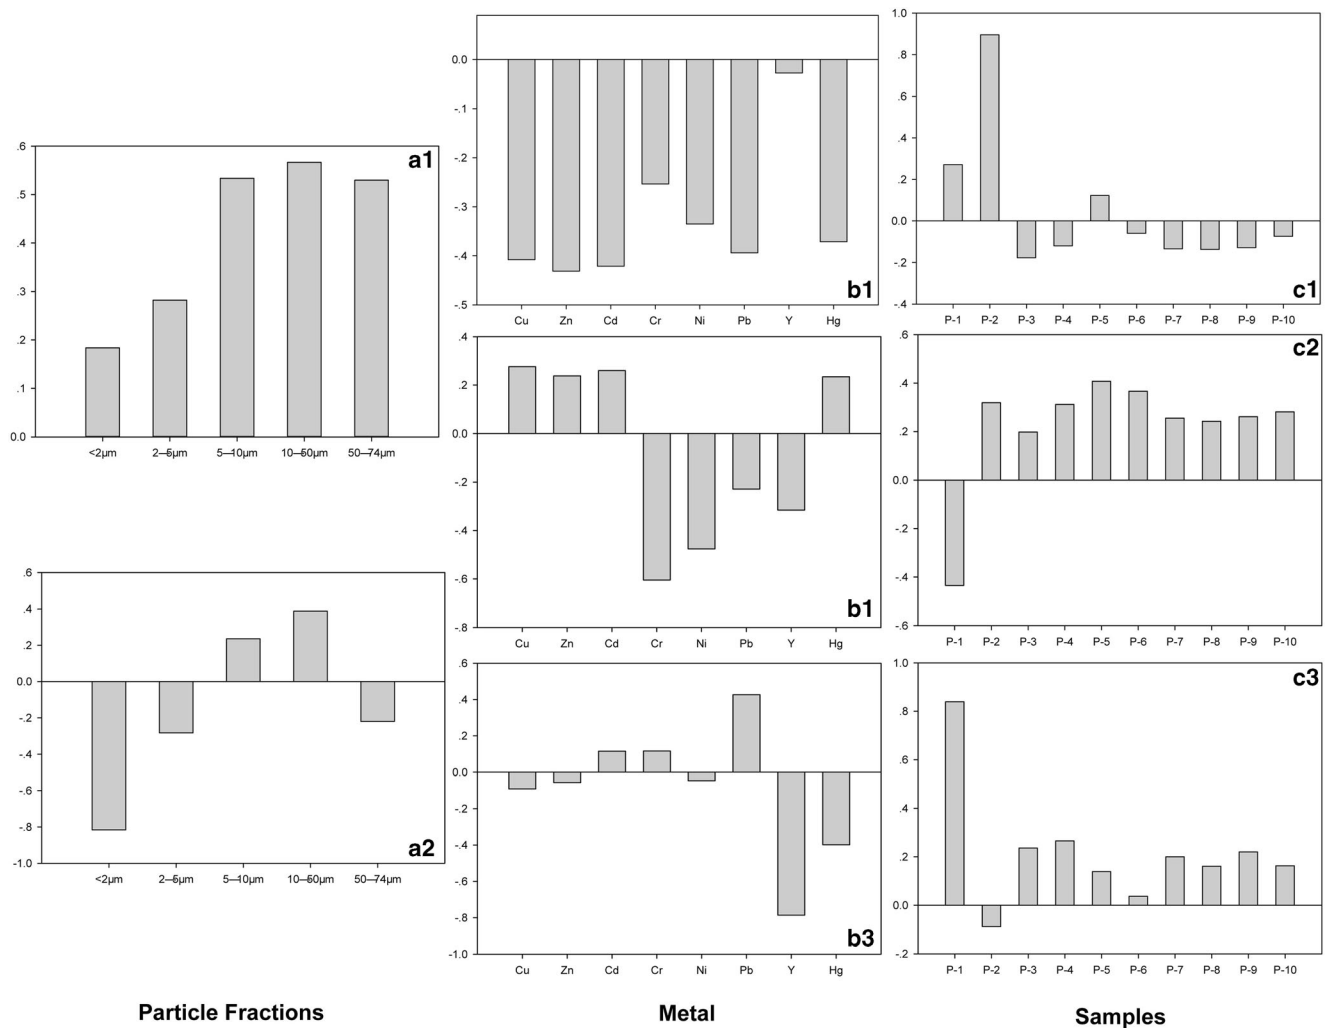 .6
.5
.4
.3
.2
.1
0.0
a1
<2µm
2–5µm
5–10µm
10–50µm
50–74µm
.6
.4
.2
0.0
-.2
-.4
-.6
-.8
-1.0
a2
<2µm
2–5µm
5–10µm
10–50µm
50–74µm
Particle Fractions
0.0
-.1
-.2
-.3
-.4
-.5
b1
Cu Zn Cd Cr Ni Pb Y Hg
.4
.2
0.0
-.2
-.4
-.6
-.8
b1
Cu Zn Cd Cr Ni Pb Y Hg
.6
.4
.2
0.0
-.2
-.4
-.6
-.8
-1.0
b3
Cu Zn Cd Cr Ni Pb Y Hg
Metal
1.0
.8
.6
.4
0.2
0.0
-.2
-.4
c1
P-1 P-2 P-3 P-4 P-5 P-6 P-7 P-8 P-9 P-10
.6
.4
.2
0.0
-.2
-.4
-.6
c2
P-1 P-2 P-3 P-4 P-5 P-6 P-7 P-8 P-9 P-10
1.0
.8
.6
.4
0.2
0.0
-.2
c3
P-1 P-2 P-3 P-4 P-5 P-6 P-7 P-8 P-9 P-10
Samples